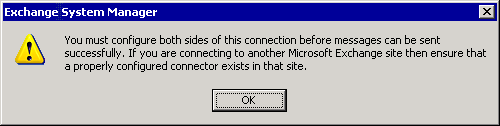 Exchange System Manager
You must configure both sides of this connection before messages can be sent
successfully. If you are connecting to another Microsoft Exchange site then ensure that
a properly configured connector exists in that site.
OK